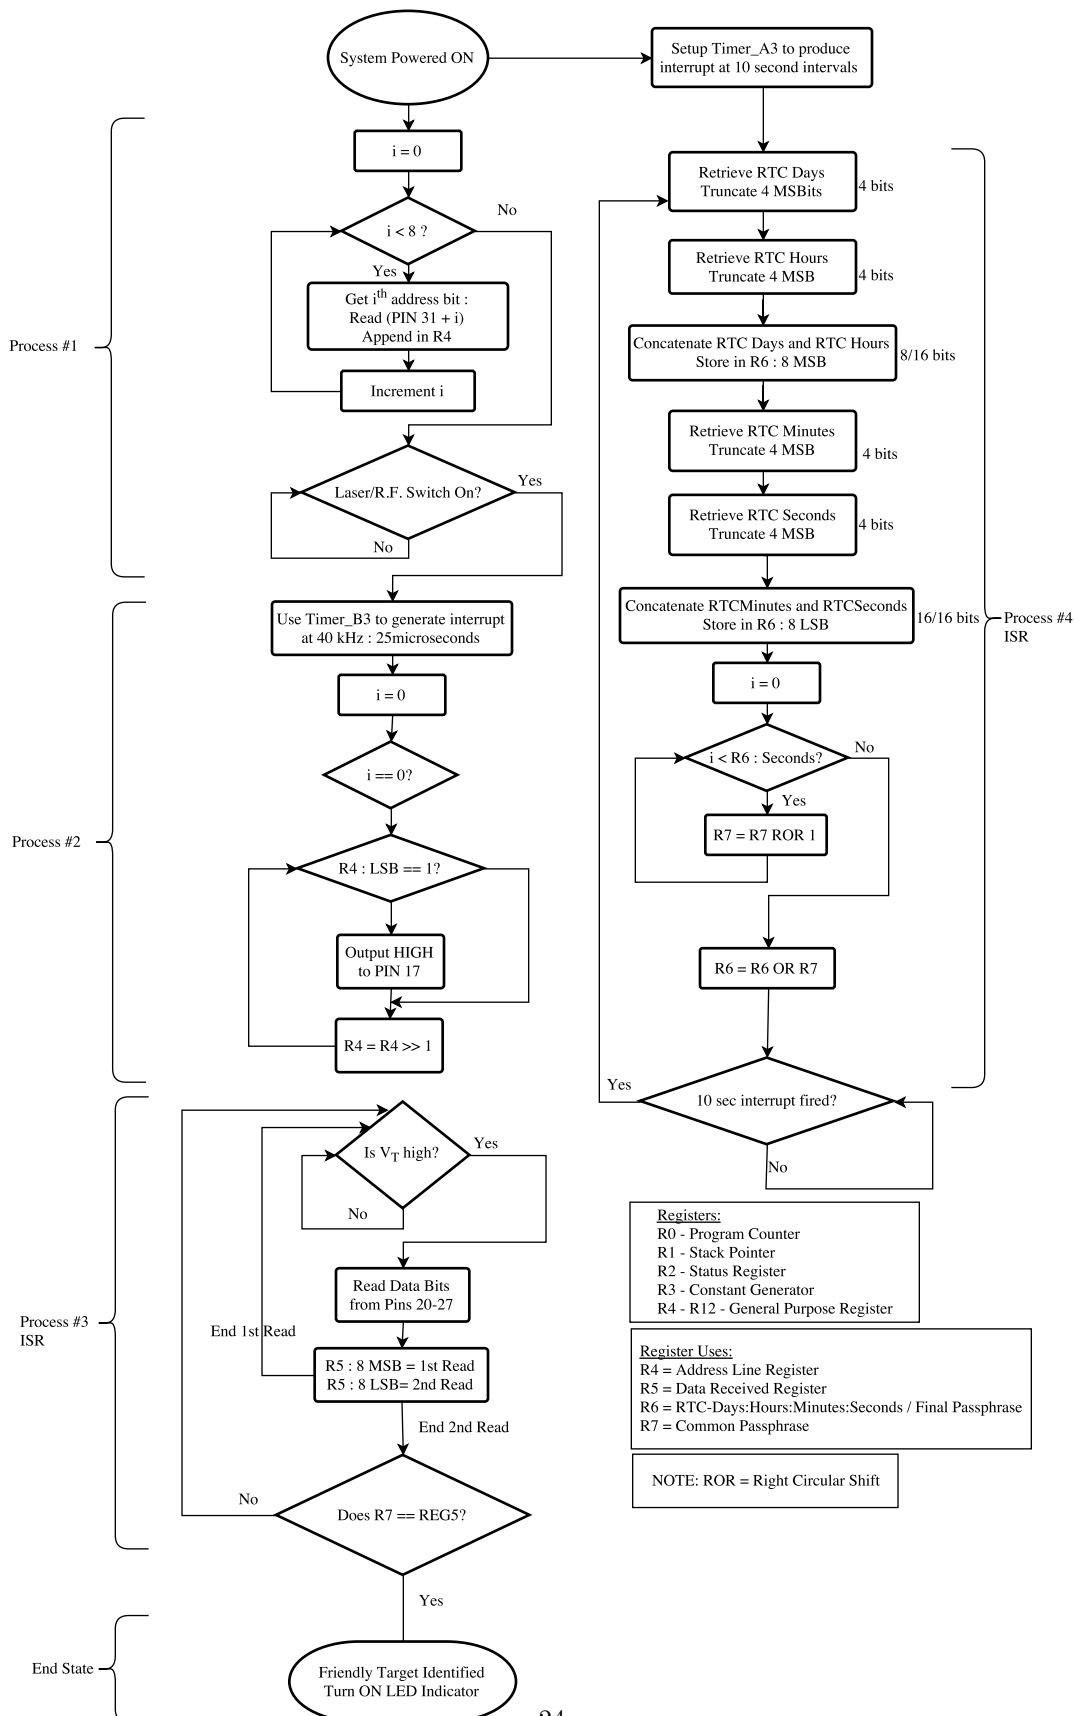 System Powered ON
Setup Timer_A3 to produce
interrupt at 10 second intervals
Process #1
i = 0
i < 8 ?
No
Yes
Get ith address bit :
Read (PIN 31 + i)
Append in R4
Increment i
Laser/R.F. Switch On?
Yes
No
Process #2
Use Timer_B3 to generate interrupt
at 40 kHz : 25microseconds
i = 0
i == 0?
R4 : LSB == 1?
Output HIGH
to PIN 17
R4 = R4 >> 1
Process #3
ISR
Is VT high?
Yes
No
Read Data Bits
from Pins 20-27
End 1st Read
R5 : 8 MSB = 1st Read
R5 : 8 LSB= 2nd Read
End 2nd Read
Does R7 == REG5?
No
Yes
End State
Friendly Target Identified
Turn ON LED Indicator
Retrieve RTC Days
Truncate 4 MSBits
4 bits
Retrieve RTC Hours
Truncate 4 MSB
4 bits
Concatenate RTC Days and RTC Hours
Store in R6 : 8 MSB
8/16 bits
Retrieve RTC Minutes
Truncate 4 MSB
4 bits
Retrieve RTC Seconds
Truncate 4 MSB
4 bits
Concatenate RTCMinutes and RTCSeconds
Store in R6 : 8 LSB
16/16 bits
Process #4
ISR
i = 0
i < R6 : Seconds?
No
Yes
R7 = R7 ROR 1
R6 = R6 OR R7
10 sec interrupt fired?
Yes
No
Registers:
R0 - Program Counter
R1 - Stack Pointer
R2 - Status Register
R3 - Constant Generator
R4 - R12 - General Purpose Register
Register Uses:
R4 = Address Line Register
R5 = Data Received Register
R6 = RTC-Days:Hours:Minutes:Seconds / Final Passphrase
R7 = Common Passphrase
NOTE: ROR = Right Circular Shift